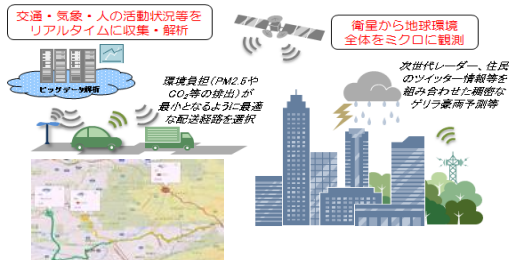 交通・気象・人の活動状況等を
リアルタイムに収集・解析
ビッグデータ解析
環境負担（PM2.5や
CO₂等の排出）が
最小となるように最適
な配送経路を選択
衛星から地球環境
全体をミクロに観測
次世代レーダー、住民
のツイッター情報等を
組み合わせた稠密な
ゲリラ豪雨予測等